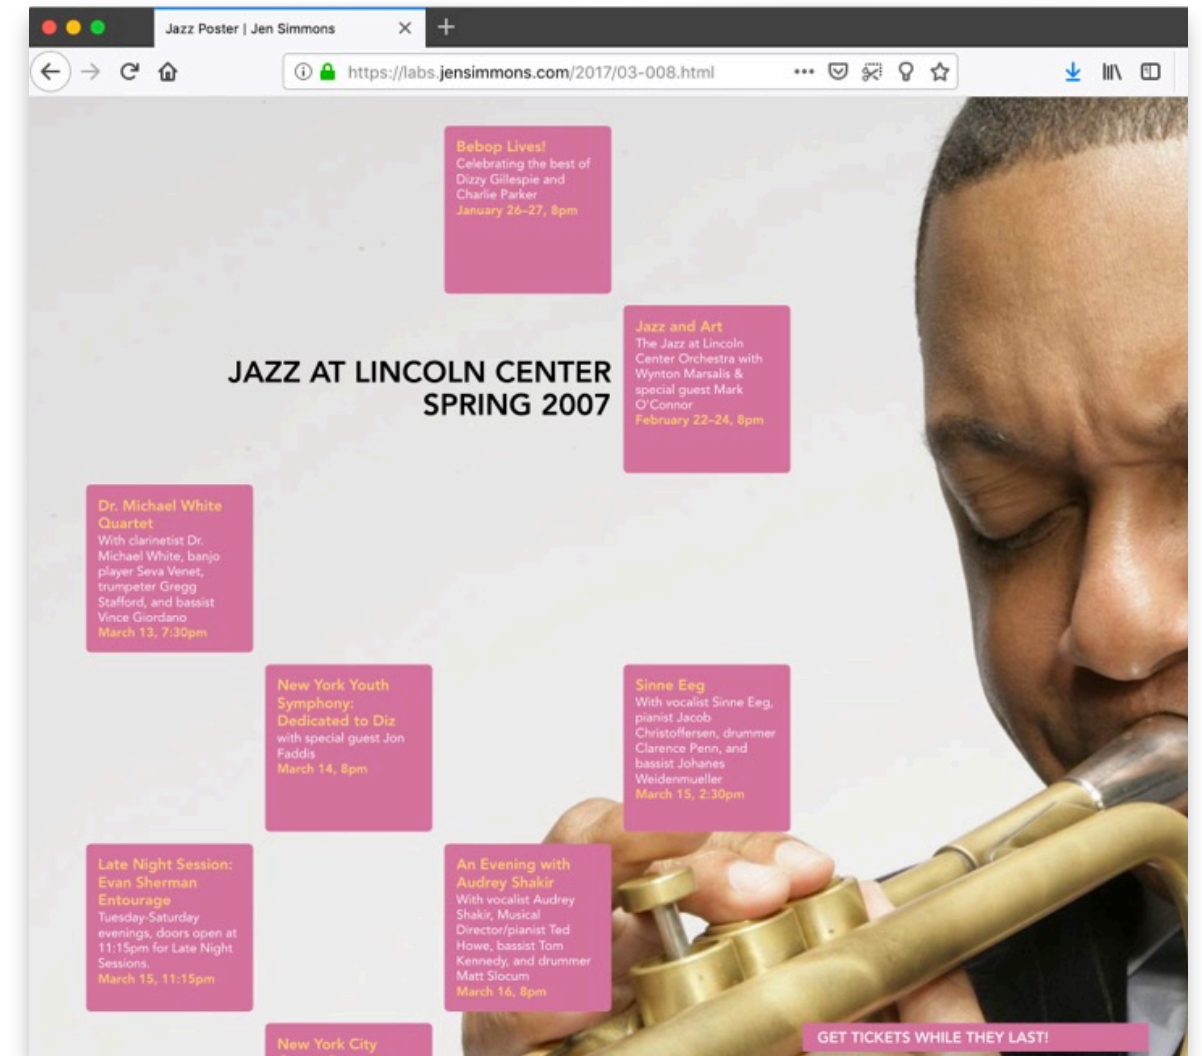 Jazz Poster | Jen Simmons
https://labs.jensimmons.com/2017/03-008.html
Bebop Lives!
Celebrating the best of
Dizzy Gillespie and
Charlie Parker
January 26–27, 8pm
Jazz and Art
The Jazz at Lincoln
Center Orchestra with
Wynton Marsalis &
special guest Mark
O'Connor
February 22–24, 8pm
JAZZ AT LINCOLN CENTER
SPRING 2007
Dr. Michael White
Quartet
With clarinetist Dr.
Michael White, banjo
player Seva Venet,
trumpeter Gregg
Stafford, and bassist
Vince Giordano
March 13, 7:30pm
New York Youth
Symphony:
Dedicated to Diz
with special guest Jon
Faddis
March 14, 8pm
Sinne Eeg
With vocalist Sinne Eeg,
pianist Jacob
Christoffersen, drummer
Clarence Penn, and
bassist Johanes
Weidenmueller
March 15, 2:30pm
Late Night Session:
Evan Sherman
Entourage
Tuesday-Saturday
evenings, doors open at
11:15pm for Late Night
Sessions.
March 15, 11:15pm
An Evening with
Audrey Shakir
With vocalist Audrey
Shakir, Musical
Director/pianist Ted
Howe, bassist Tom
Kennedy, and drummer
Matt Slocum
March 16, 8pm
New York City
GET TICKETS WHILE THEY LAST!